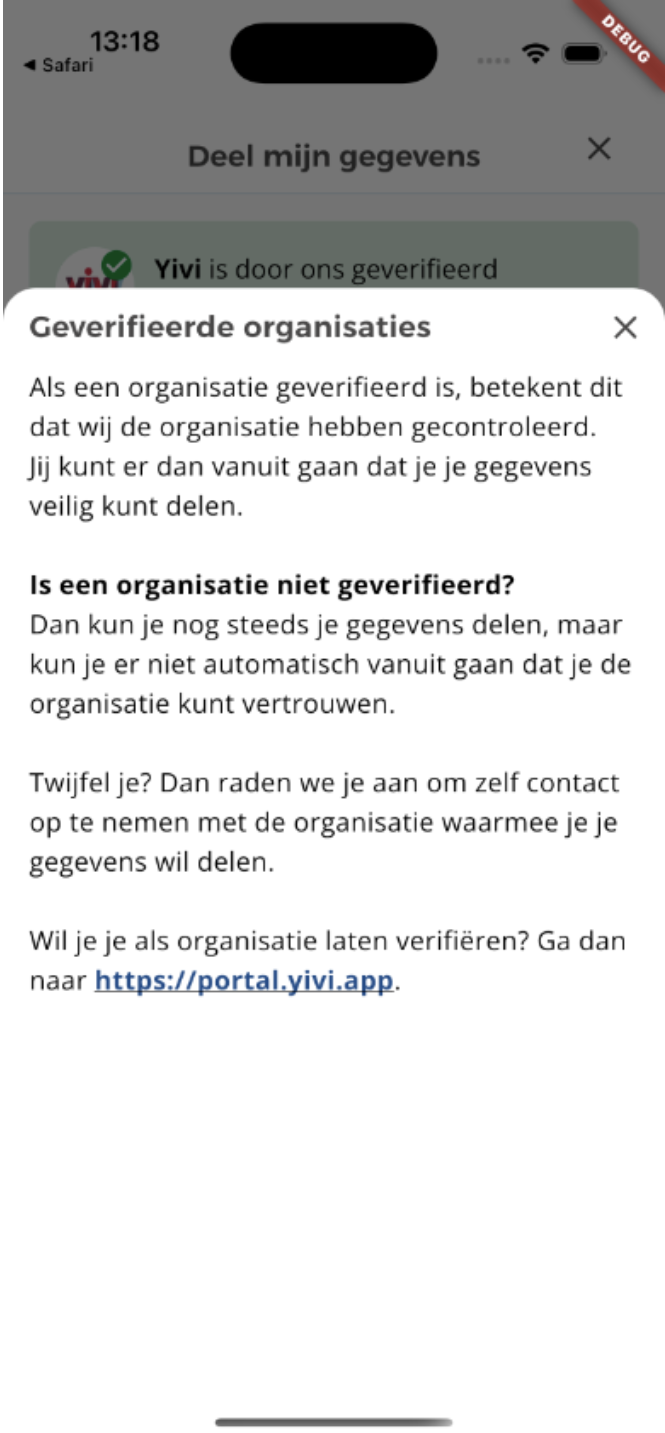 13:18
◀ Safari
DEBUG
Deel mijn gegevens
yivi
Yivi is door ons geverifieerd
Geverifieerde organisaties
Als een organisatie geverifieerd is, betekent dit
dat wij de organisatie hebben gecontroleerd.
Jij kunt er dan vanuit gaan dat je je gegevens
veilig kunt delen.
Is een organisatie niet geverifieerd?
Dan kun je nog steeds je gegevens delen, maar
kun je er niet automatisch vanuit gaan dat je de
organisatie kunt vertrouwen.
Twijfel je? Dan raden we je aan om zelf contact
op te nemen met de organisatie waarmee je je
gegevens wil delen.
Wil je je als organisatie laten verifiëren? Ga dan
naar https://portal.yivi.app.